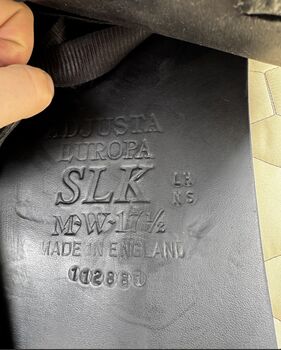 ADJUSTA
EUROPA
SLK
LH
NS
M-W-17½
MADE IN ENGLAND